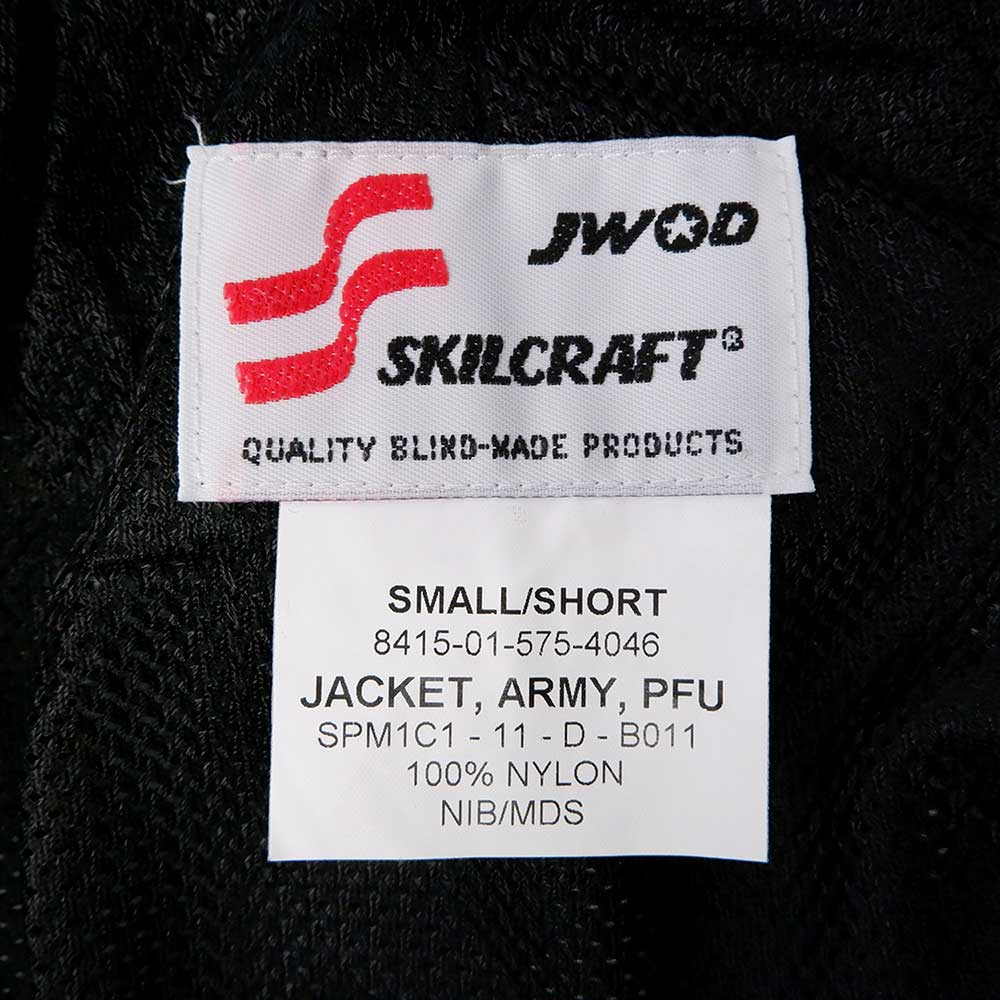 JWOD
SKILCRAFT®
QUALITY BLIND-MADE PRODUCTS
SMALL/SHORT
8415-01-575-4046
JACKET, ARMY, PFU
SPM1C1 - 11 - D - B011
100% NYLON
NIB/MDS